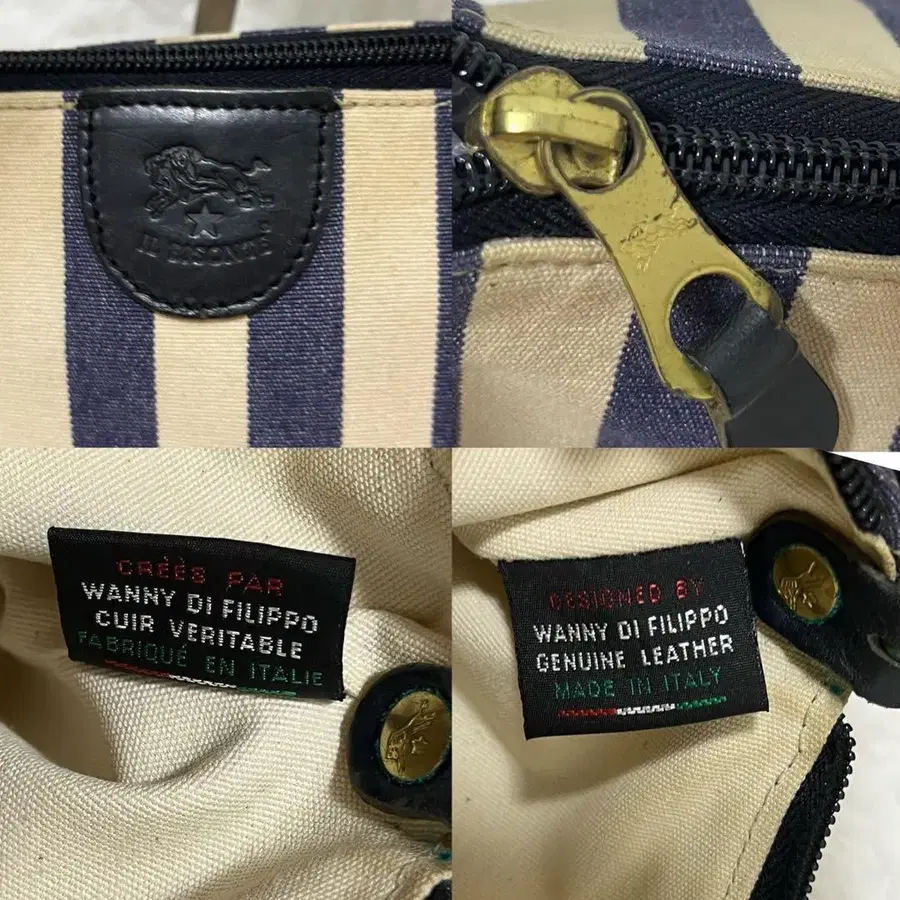 IL BISONTE
CRÉÉS PAR
WANNY DI FILIPPO
CUIR VERITABLE
FABRIQUÉ EN ITALIE
DESIGNED BY
WANNY DI FILIPPO
GENUINE LEATHER
MADE IN ITALY